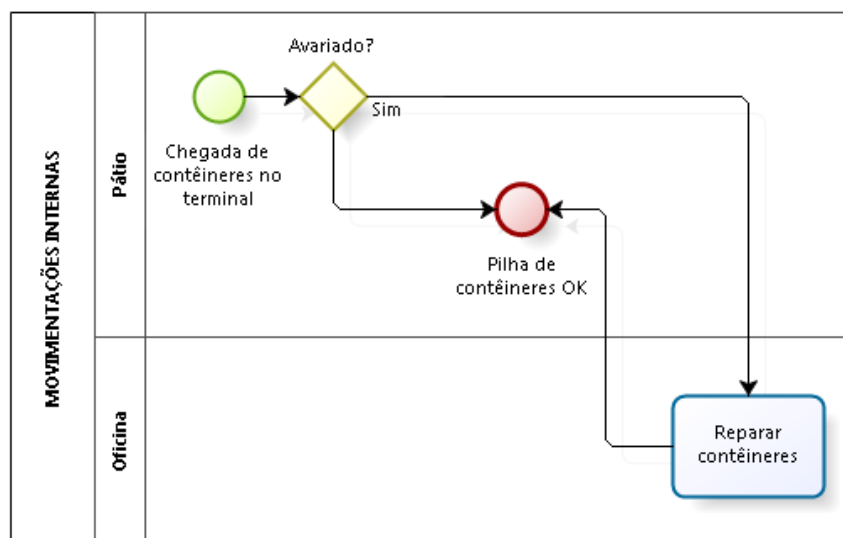 MOVIMENTAÇÕES INTERNAS
Pátio
Avariado?
Sim
Chegada de
contêineres no
terminal
Pilha de
contêineres OK
Oficina
Reparar
contêineres